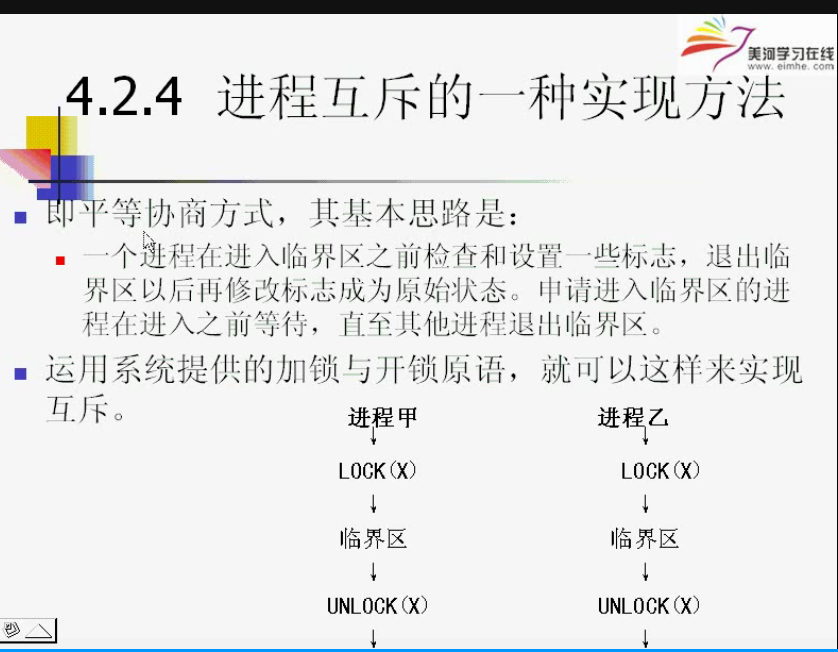 美河学习在线
www.eimhe.com
4.2.4 进程互斥的一种实现方法
即平等协商方式，其基本思路是：
一个进程在进入临界区之前检查和设置一些标志，退出临
界区以后再修改标志成为原始状态。申请进入临界区的进
程在进入之前等待，直至其他进程退出临界区。
运用系统提供的加锁与开锁原语，就可以这样来实现
互斥。
进程甲 进程乙
LOCK(X) LOCK(X)
临界区 临界区
UNLOCK(X) UNLOCK(X)